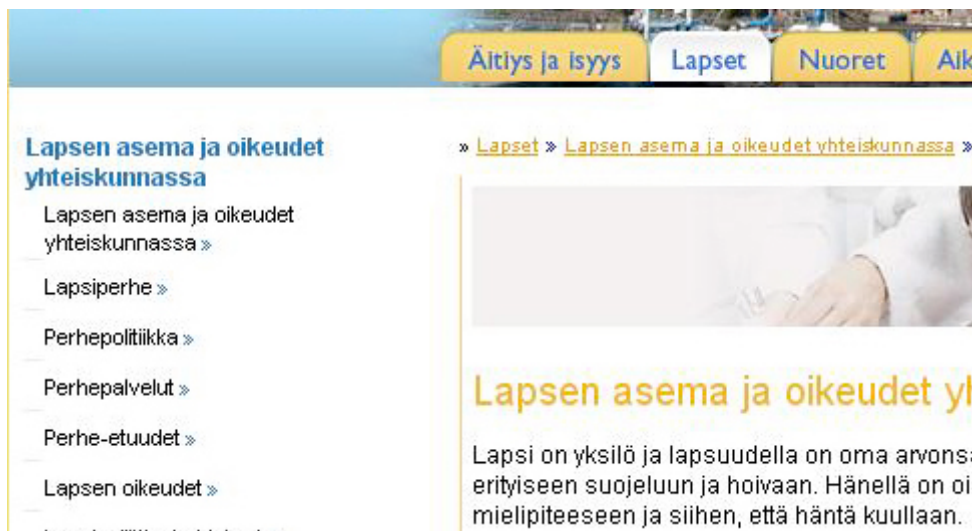 Äitiys ja isyys
Lapset
Nuoret
Lapsen asema ja oikeudet
yhteiskunnassa
Lapsen asema ja oikeudet
yhteiskunnassa »
Lapsiperhe »
Perhepolitiikka »
Perhepalvelut »
Perhe-etuudet »
Lapsen oikeudet »
» Lapset » Lapsen asema ja oikeudet yhteiskunnassa »
Lapsen asema ja oikeudet
Lapsi on yksilö ja lapsuudella on oma
erityiseen suojeluun ja hoivaan. Hänellä on
mielipiteeseen ja siihen, että häntä kuullaan.